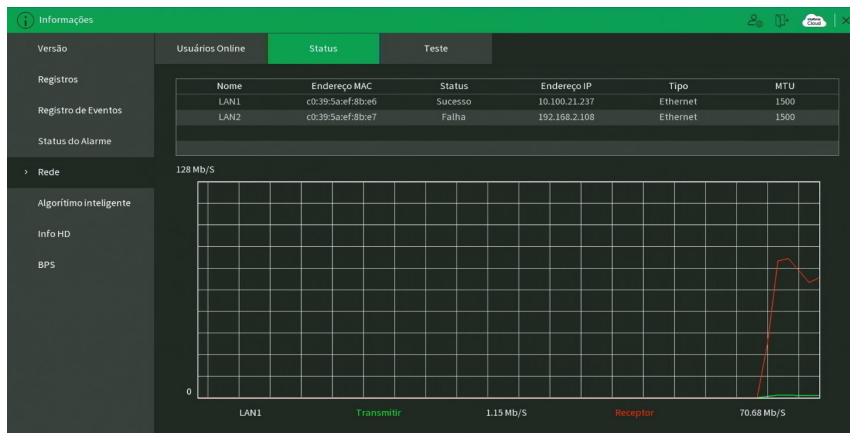 Informações
intelbras Cloud
Versão
Registros
Registro de Eventos
Status do Alarme
Rede
Algorítimo inteligente
Info HD
BPS
Usuários Online Status Teste
Nome Endereço MAC Status Endereço IP Tipo MTU
LAN1 c0:39:5a:ef:8b:e6 Sucesso 10.100.21.237 Ethernet 1500
LAN2 c0:39:5a:ef:8b:e7 Falha 192.168.2.108 Ethernet 1500
128 Mb/S
0
LAN1 Transmitir 1.15 Mb/S Receptor 70.68 Mb/S